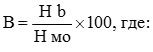 В = Н b / Н мо × 100, где: